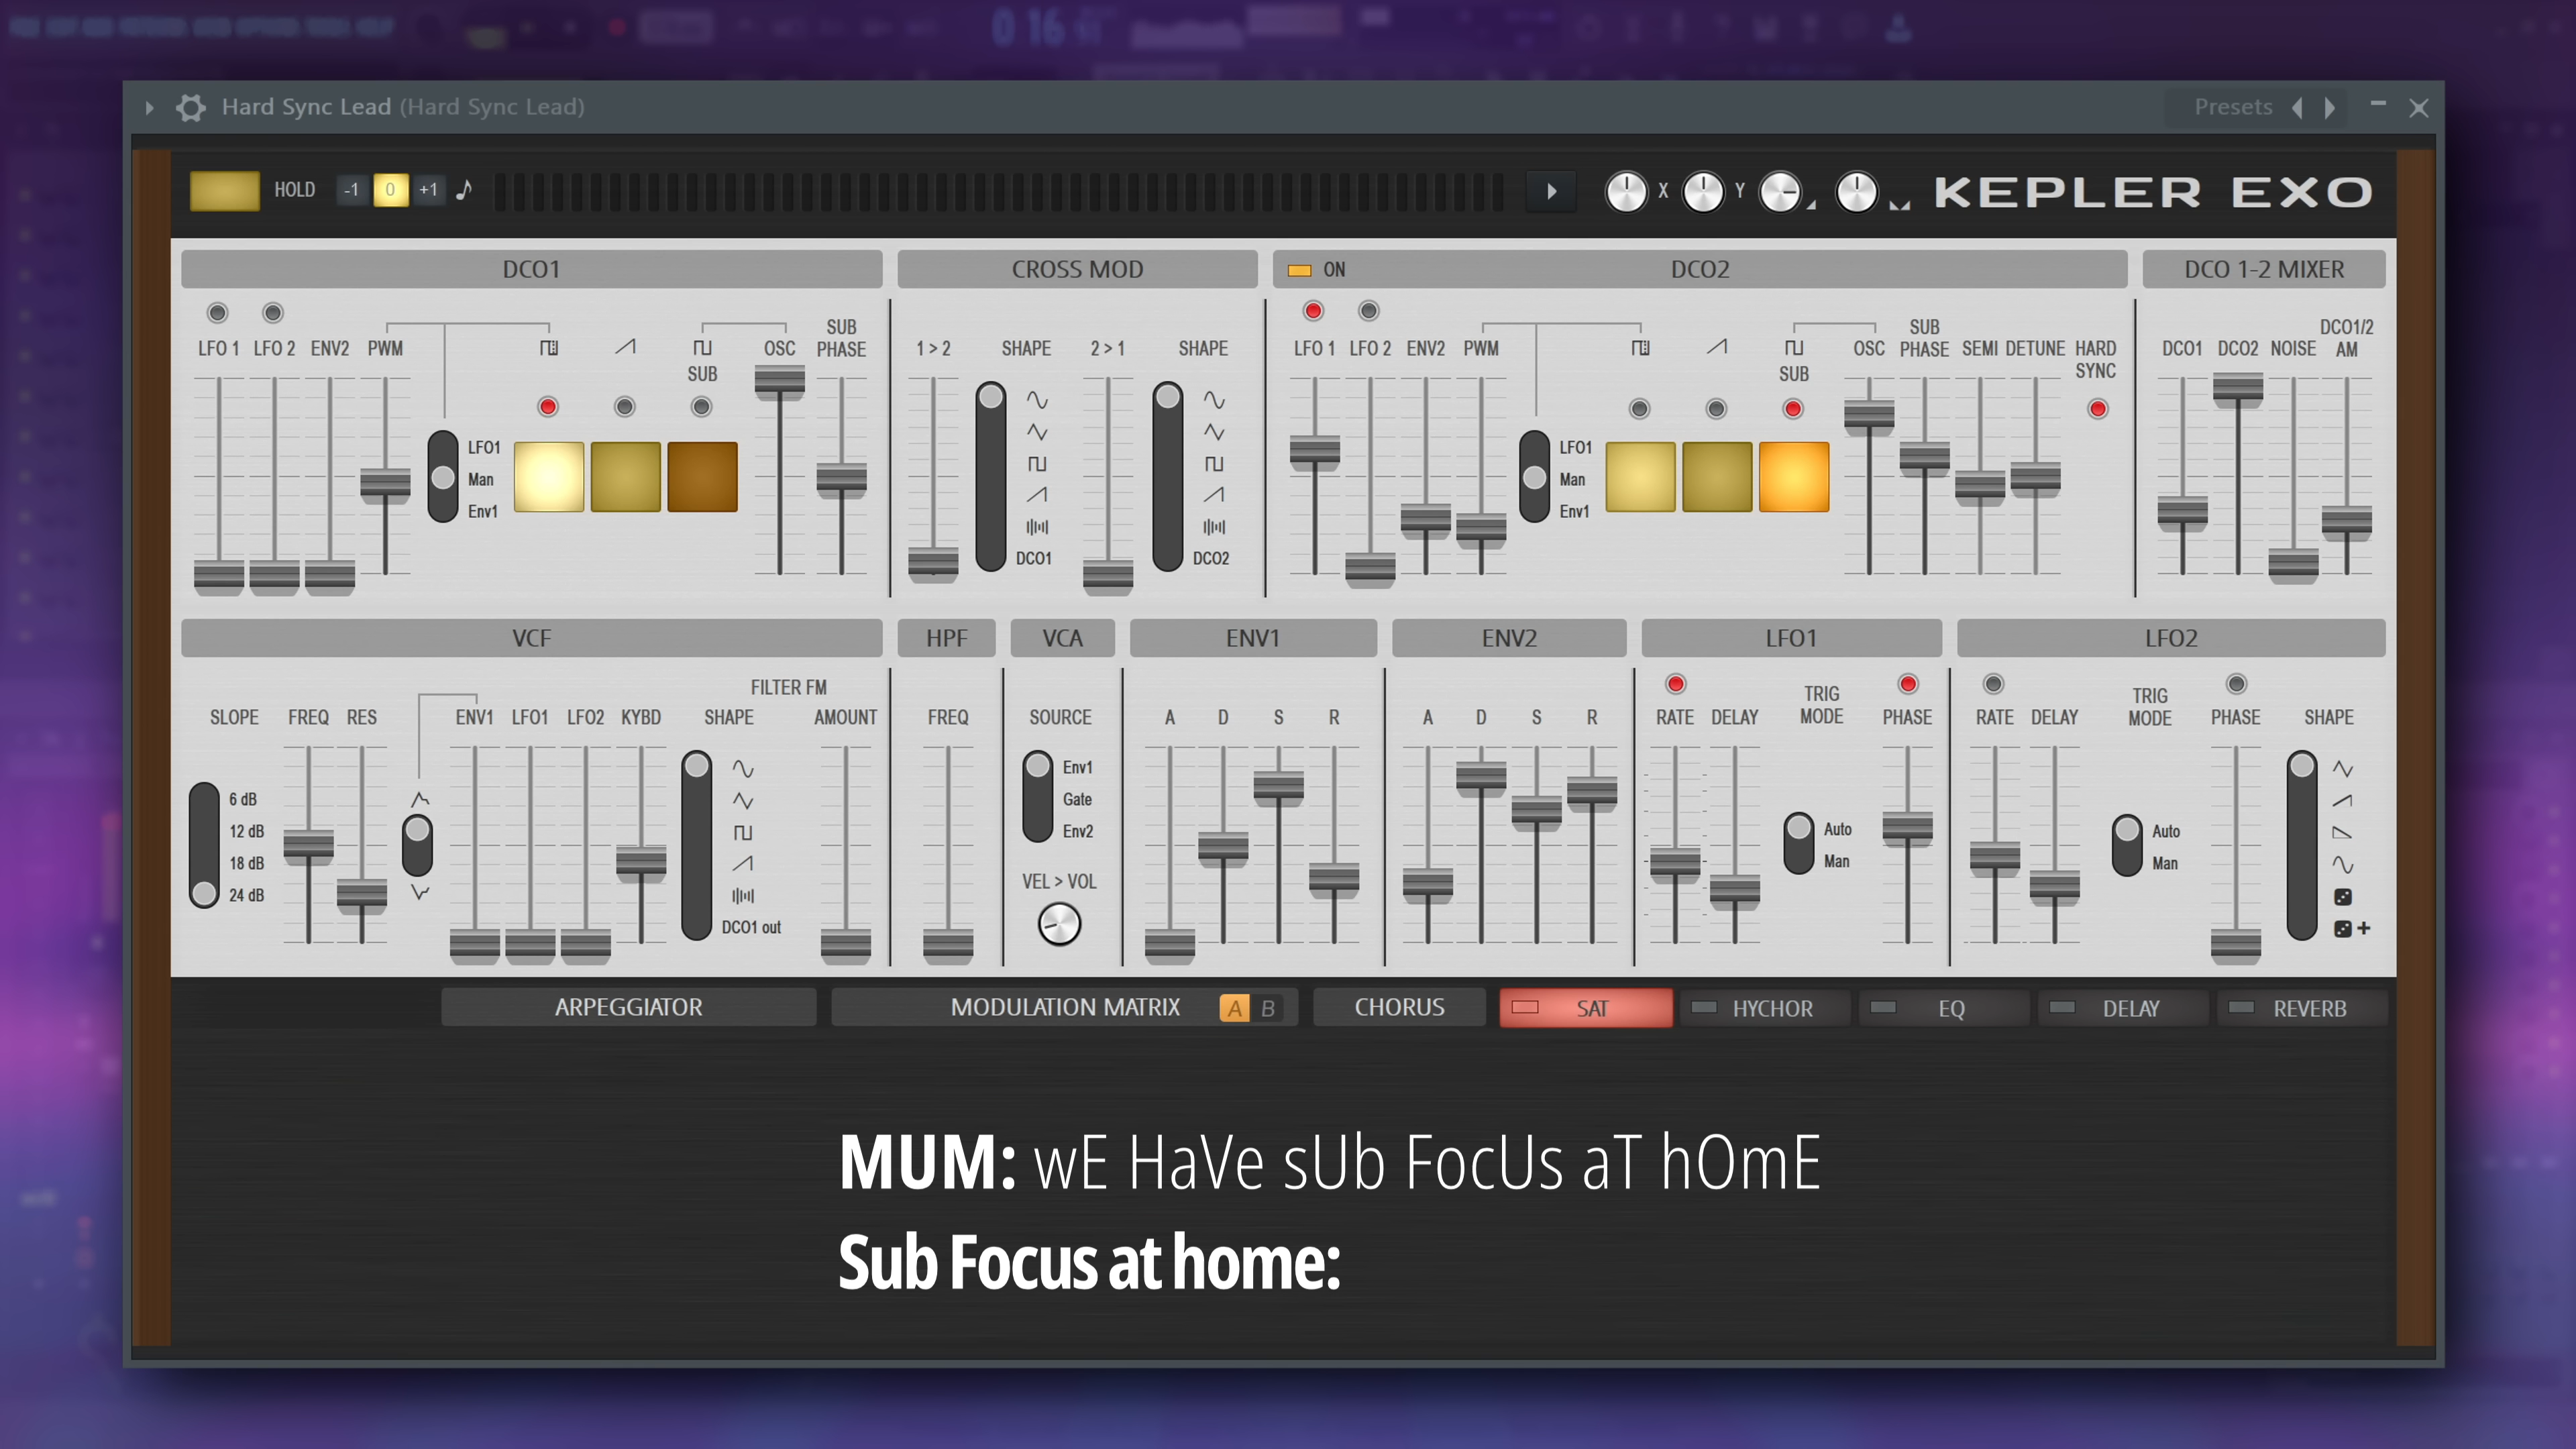 Hard Sync Lead (Hard Sync Lead)
Presets
HOLD -1 0 +1
X Y
KEPLER EXO
DCO1
CROSS MOD
ON DCO2
DCO 1-2 MIXER
LFO 1 LFO 2 ENV2 PWM
SUB
OSC
SUB
PHASE
LFO1
Man
Env1
1 > 2 SHAPE 2 > 1 SHAPE
DCO1
DCO2
LFO 1 LFO 2 ENV2 PWM
SUB
OSC
SUB
PHASE
SEMI DETUNE
HARD
SYNC
LFO1
Man
Env1
DCO1 DCO2 NOISE
DCO1/2
AM
VCF
HPF
VCA
ENV1
ENV2
LFO1
LFO2
FILTER FM
SLOPE FREQ RES ENV1 LFO1 LFO2 KYBD SHAPE AMOUNT
6 dB
12 dB
18 dB
24 dB
DCO1 out
FREQ
SOURCE
Env1
Gate
Env2
VEL > VOL
A D S R
A D S R
RATE DELAY
TRIG
MODE
PHASE
Auto
Man
RATE DELAY
TRIG
MODE
PHASE SHAPE
Auto
Man
+
ARPEGGIATOR
MODULATION MATRIX A B
CHORUS
SAT
HYCHOR
EQ
DELAY
REVERB
MUM: wE HaVe sUb FocUs aT hOmE
Sub Focus at home: